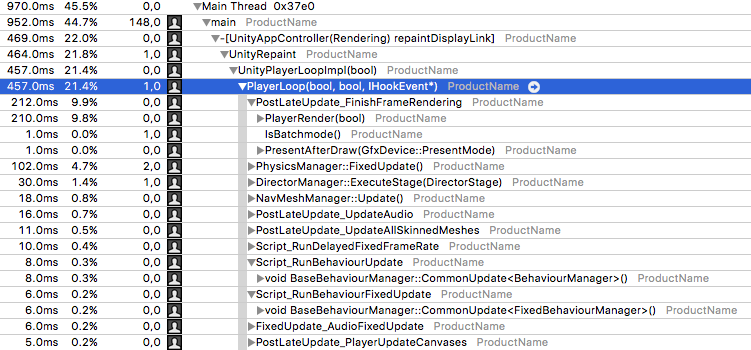 970.0ms 45.5% 0,0 ▼Main Thread 0x37e0
952.0ms 44.7% 148,0 ▼main ProductName
469.0ms 22.0% 0,0 ▼-[UnityAppController(Rendering) repaintDisplayLink] ProductName
464.0ms 21.8% 1,0 ▼UnityRepaint ProductName
457.0ms 21.4% 0,0 ▼UnityPlayerLoopImpl(bool) ProductName
457.0ms 21.4% 1,0 ▼PlayerLoop(bool, bool, IHookEvent*) ProductName
212.0ms 9.9% 0,0 ▼PostLateUpdate_FinishFrameRendering ProductName
210.0ms 9.8% 0,0 ▶PlayerRender(bool) ProductName
1.0ms 0.0% 1,0 IsBatchmode() ProductName
1.0ms 0.0% 0,0 ▶PresentAfterDraw(GfxDevice::PresentMode) ProductName
102.0ms 4.7% 2,0 ▶PhysicsManager::FixedUpdate() ProductName
30.0ms 1.4% 1,0 ▶DirectorManager::ExecuteStage(DirectorStage) ProductName
18.0ms 0.8% 0,0 ▶NavMeshManager::Update() ProductName
16.0ms 0.7% 0,0 ▶PostLateUpdate_UpdateAudio ProductName
11.0ms 0.5% 0,0 ▶PostLateUpdate_UpdateAllSkinnedMeshes ProductName
10.0ms 0.4% 0,0 ▶Script_RunDelayedFixedFrameRate ProductName
8.0ms 0.3% 0,0 ▼Script_RunBehaviourUpdate ProductName
8.0ms 0.3% 0,0 ▶void BaseBehaviourManager::CommonUpdate<BehaviourManager>() ProductName
6.0ms 0.2% 0,0 ▼Script_RunBehaviourFixedUpdate ProductName
6.0ms 0.2% 0,0 ▶void BaseBehaviourManager::CommonUpdate<FixedBehaviourManager>() ProductName
6.0ms 0.2% 0,0 ▶FixedUpdate_AudioFixedUpdate ProductName
5.0ms 0.2% 0,0 ▶PostLateUpdate_PlayerUpdateCanvases ProductName